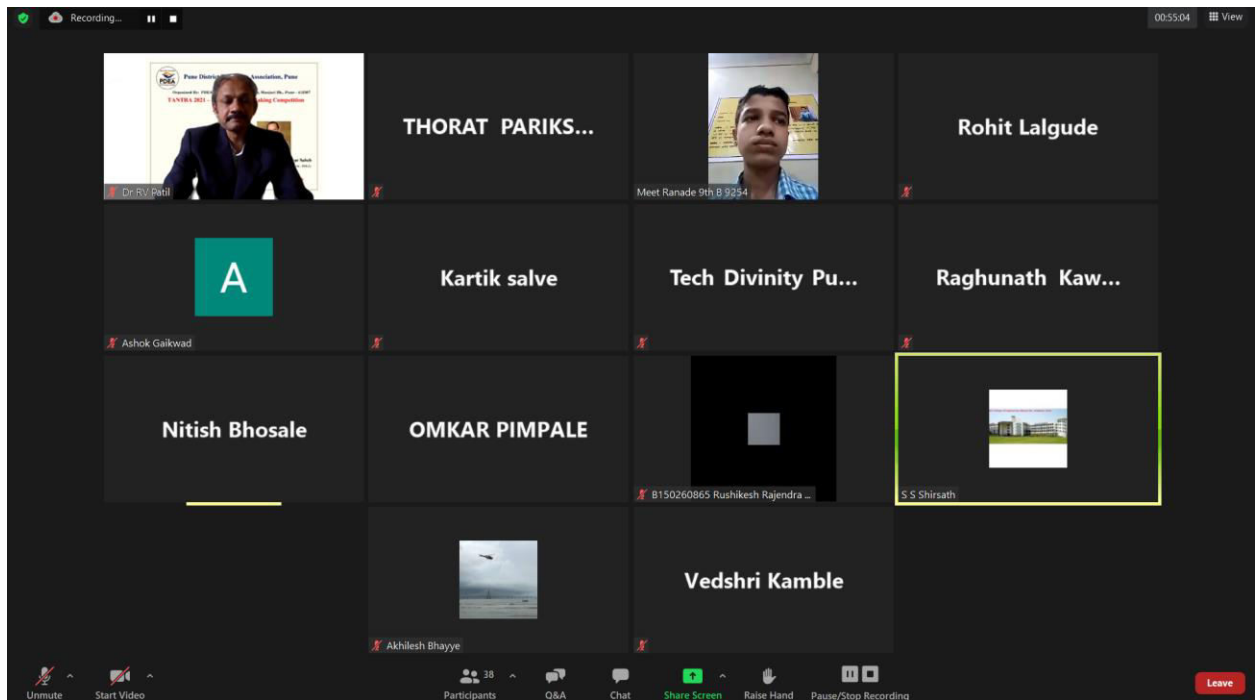 Recording...
00:55:04
View
PDEA
Pune District Association, Pune
TANTRA 2021 - Making Competition
Dr RV Patil
THORAT PARIKS...
Meet Ranade 9th B 9254
Rohit Lalgude
A
Ashok Gaikwad
Kartik salve
Tech Divinity Pu...
Raghunath Kaw...
Nitish Bhosale
OMKAR PIMPALE
B150260865 Rushikesh Rajendra ...
S S Shirsath
Akhilesh Bhayye
Vedshri Kamble
Unmute
Start Video
38
Participants
Q&A
Chat
Share Screen
Raise Hand
Pause/Stop Recording
Leave